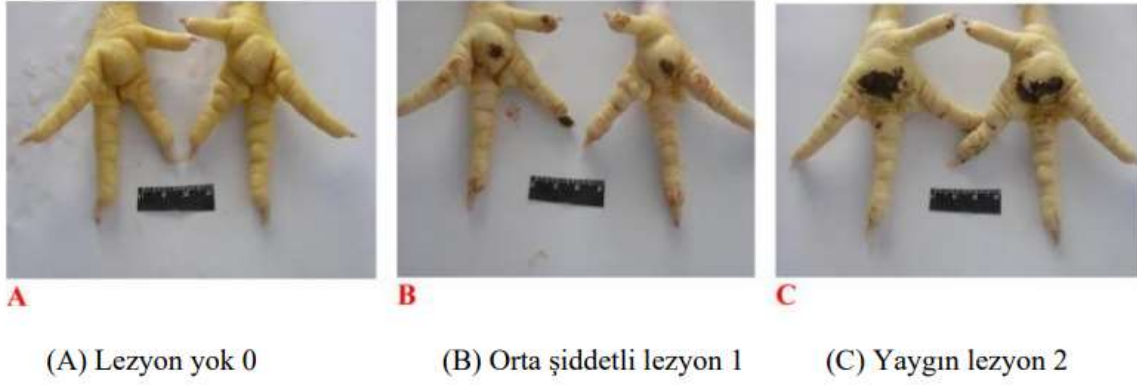 A
B
C
(A) Lezyon yok 0
(B) Orta şiddetli lezyon 1
(C) Yaygın lezyon 2